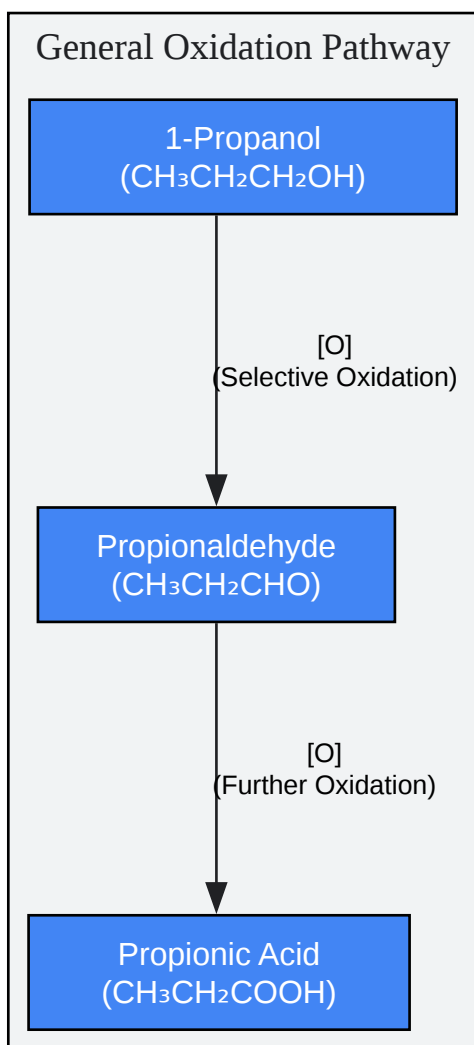 General Oxidation Pathway
1-Propanol
(CH₃CH₂CH₂OH)
[O]
(Selective Oxidation)
Propionaldehyde
(CH₃CH₂CHO)
[O]
(Further Oxidation)
Propionic Acid
(CH₃CH₂COOH)